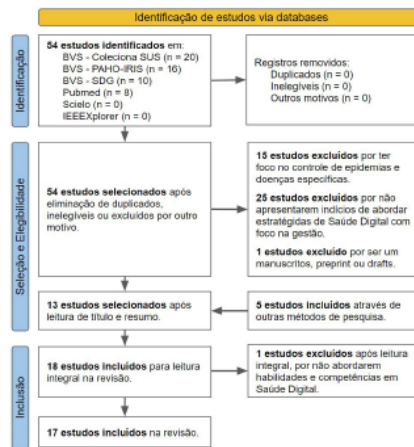 Identificação de estudos via databases
Identificação
54 estudos identificados em:
BVS - Coleciona SUS (n = 20)
BVS - PAHO-IRIS (n = 16)
BVS - SDG (n = 10)
Pubmed (n = 8)
Scielo (n = 0)
IEEEXplorer (n = 0)
Registros removidos:
Duplicados (n = 0)
Inelegíveis (n = 0)
Outros motivos (n = 0)
Seleção e Elegibilidade
54 estudos selecionados após
eliminação de duplicados,
inelegíveis ou excluídos por outro
motivo.
15 estudos excluídos por ter
foco no controle de epidemias e
doenças específicas.
25 estudos excluídos por não
apresentarem indícios de abordar
estratégias de Saúde Digital com
foco na gestão.
1 estudo excluído por ser um
manuscritos, preprint ou drafts.
13 estudos selecionados após
leitura de título e resumo.
5 estudos incluídos através de
outros métodos de pesquisa.
Inclusão
18 estudos incluídos para leitura
integral na revisão.
1 estudos excluídos após leitura
integral, por não abordarem
habilidades e competências em
Saúde Digital.
17 estudos incluídos na revisão.